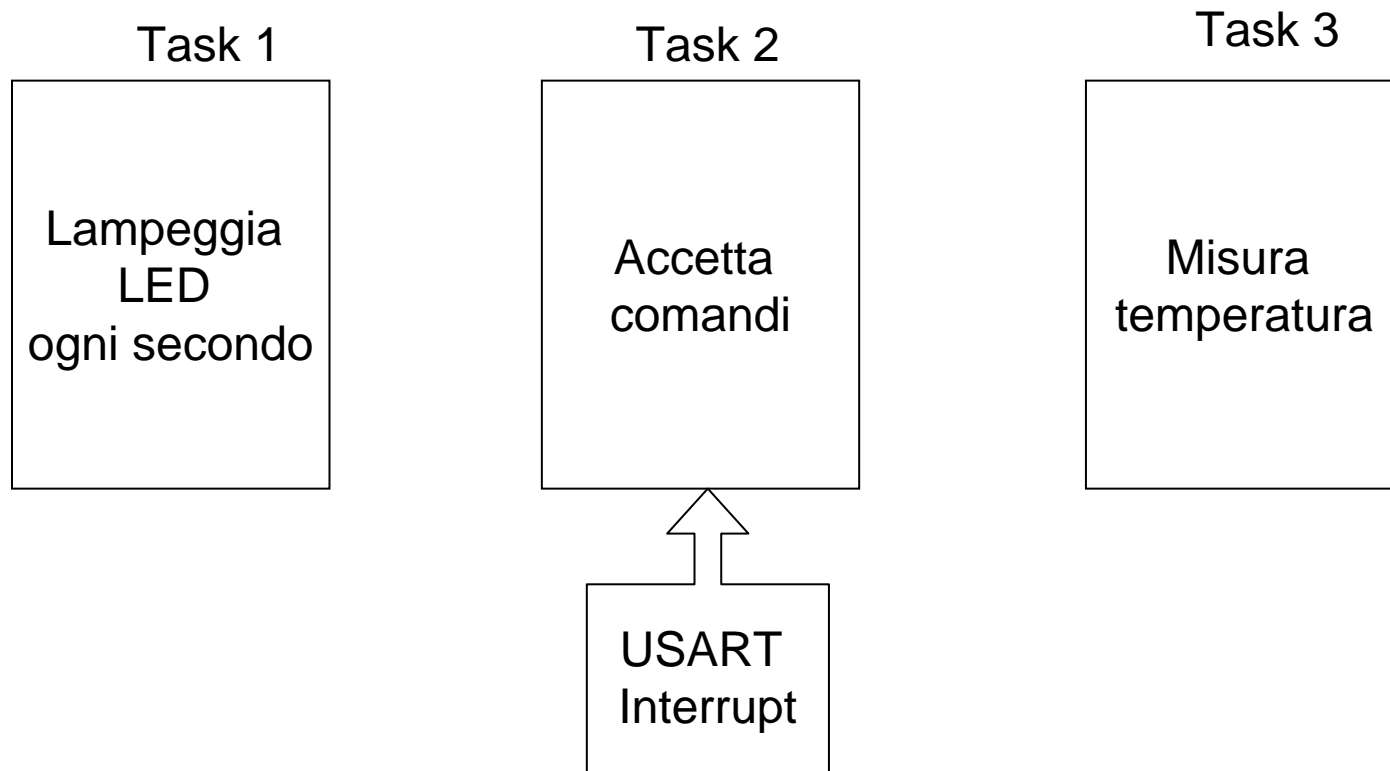 Task 1
Task 2
Task 3
Lampeggia
LED
ogni secondo
Accetta
comandi
Misura
temperatura
USART
Interrupt